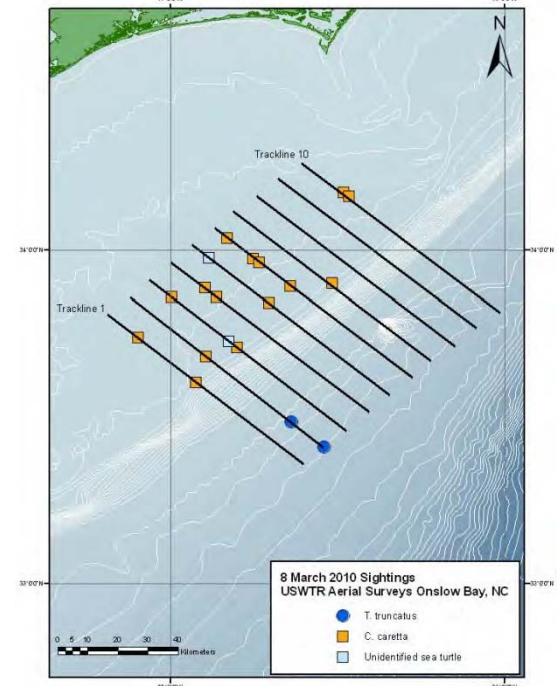 N
Trackline 10
34°0'0"N
34°0'0"N
Trackline 1
33°0'0"N
33°0'0"N
8 March 2010 Sightings
USWTR Aerial Surveys Onslow Bay, NC
T. truncatus
C. caretta
Unidentified sea turtle
0 5 10 20 30 40
Kilometers